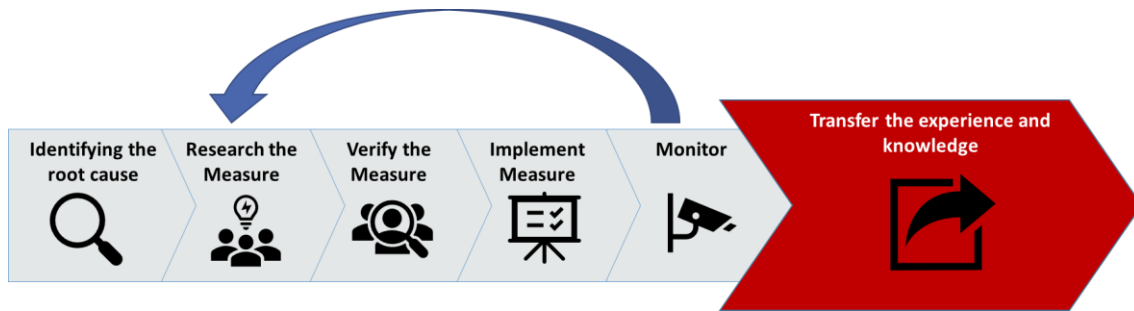 Identifying the
root cause
Research the
Measure
Verify the
Measure
Implement
Measure
Monitor
Transfer the experience and
knowledge